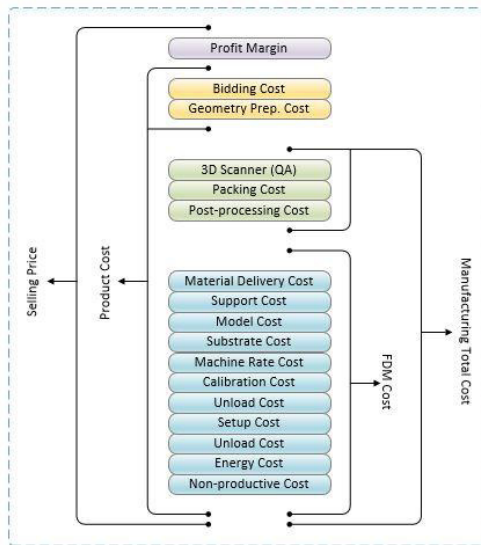 Profit Margin
Bidding Cost
Geometry Prep. Cost
3D Scanner (QA)
Packing Cost
Post-processing Cost
Material Delivery Cost
Support Cost
Model Cost
Substrate Cost
Machine Rate Cost
Calibration Cost
Unload Cost
Setup Cost
Unload Cost
Energy Cost
Non-productive Cost
Selling Price
Product Cost
FDM Cost
Manufacturing Total Cost